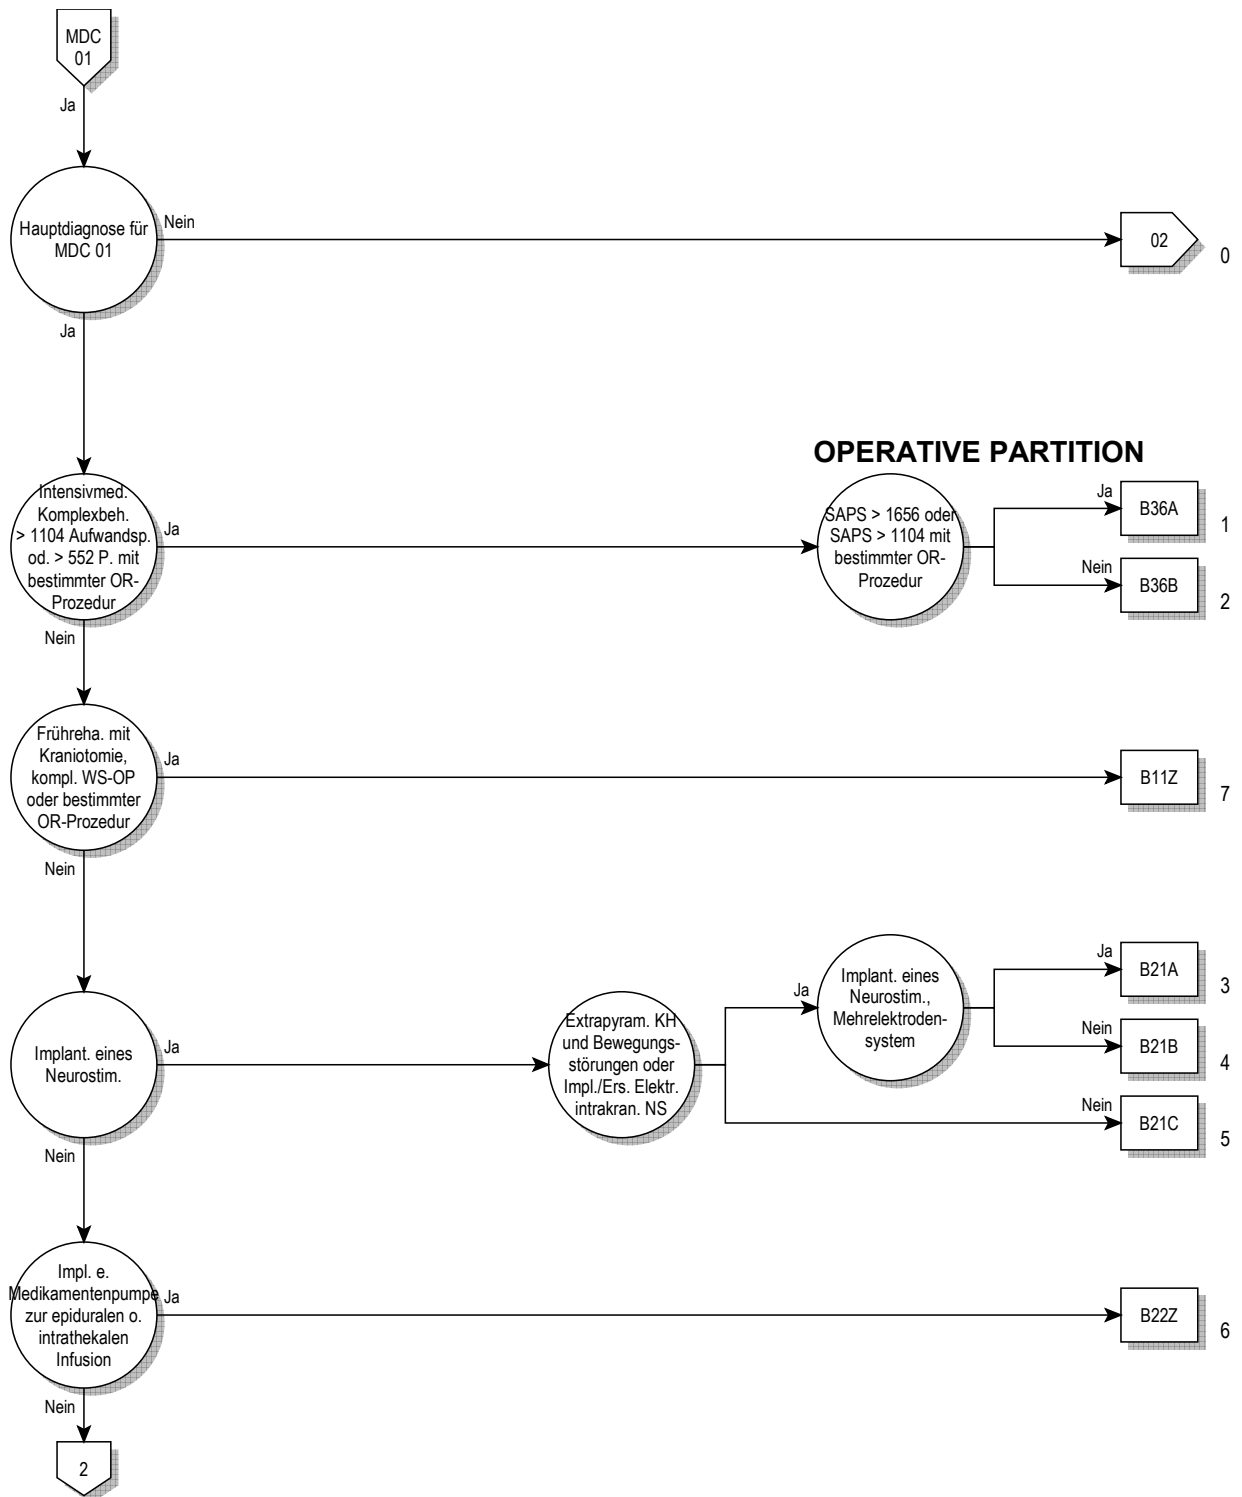 MDC
01
Ja
Hauptdiagnose für
MDC 01
Nein
02
0
Ja
OPERATIVE PARTITION
Intensivmed.
Komplexbeh.
> 1104 Aufwandsp.
od. > 552 P. mit
bestimmter OR-
Prozedur
Ja
SAPS > 1656 oder
SAPS > 1104 mit
bestimmter OR-
Prozedur
Ja
B36A
1
Nein
B36B
2
Nein
Frühreha. mit
Kraniotomie,
kompl. WS-OP
oder bestimmter
OR-Prozedur
Ja
B11Z
7
Nein
Implant. eines
Neurostim.
Ja
Extrapyram. KH
und Bewegungs-
störungen oder
Impl./Ers. Elektr.
intrakran. NS
Ja
Implant. eines
Neurostim.,
Mehrelektroden-
system
Ja
B21A
3
Nein
B21B
4
Nein
B21C
5
Nein
Impl. e.
Medikamentenpumpe
zur epiduralen o.
intrathekalen
Infusion
Ja
B22Z
6
Nein
2